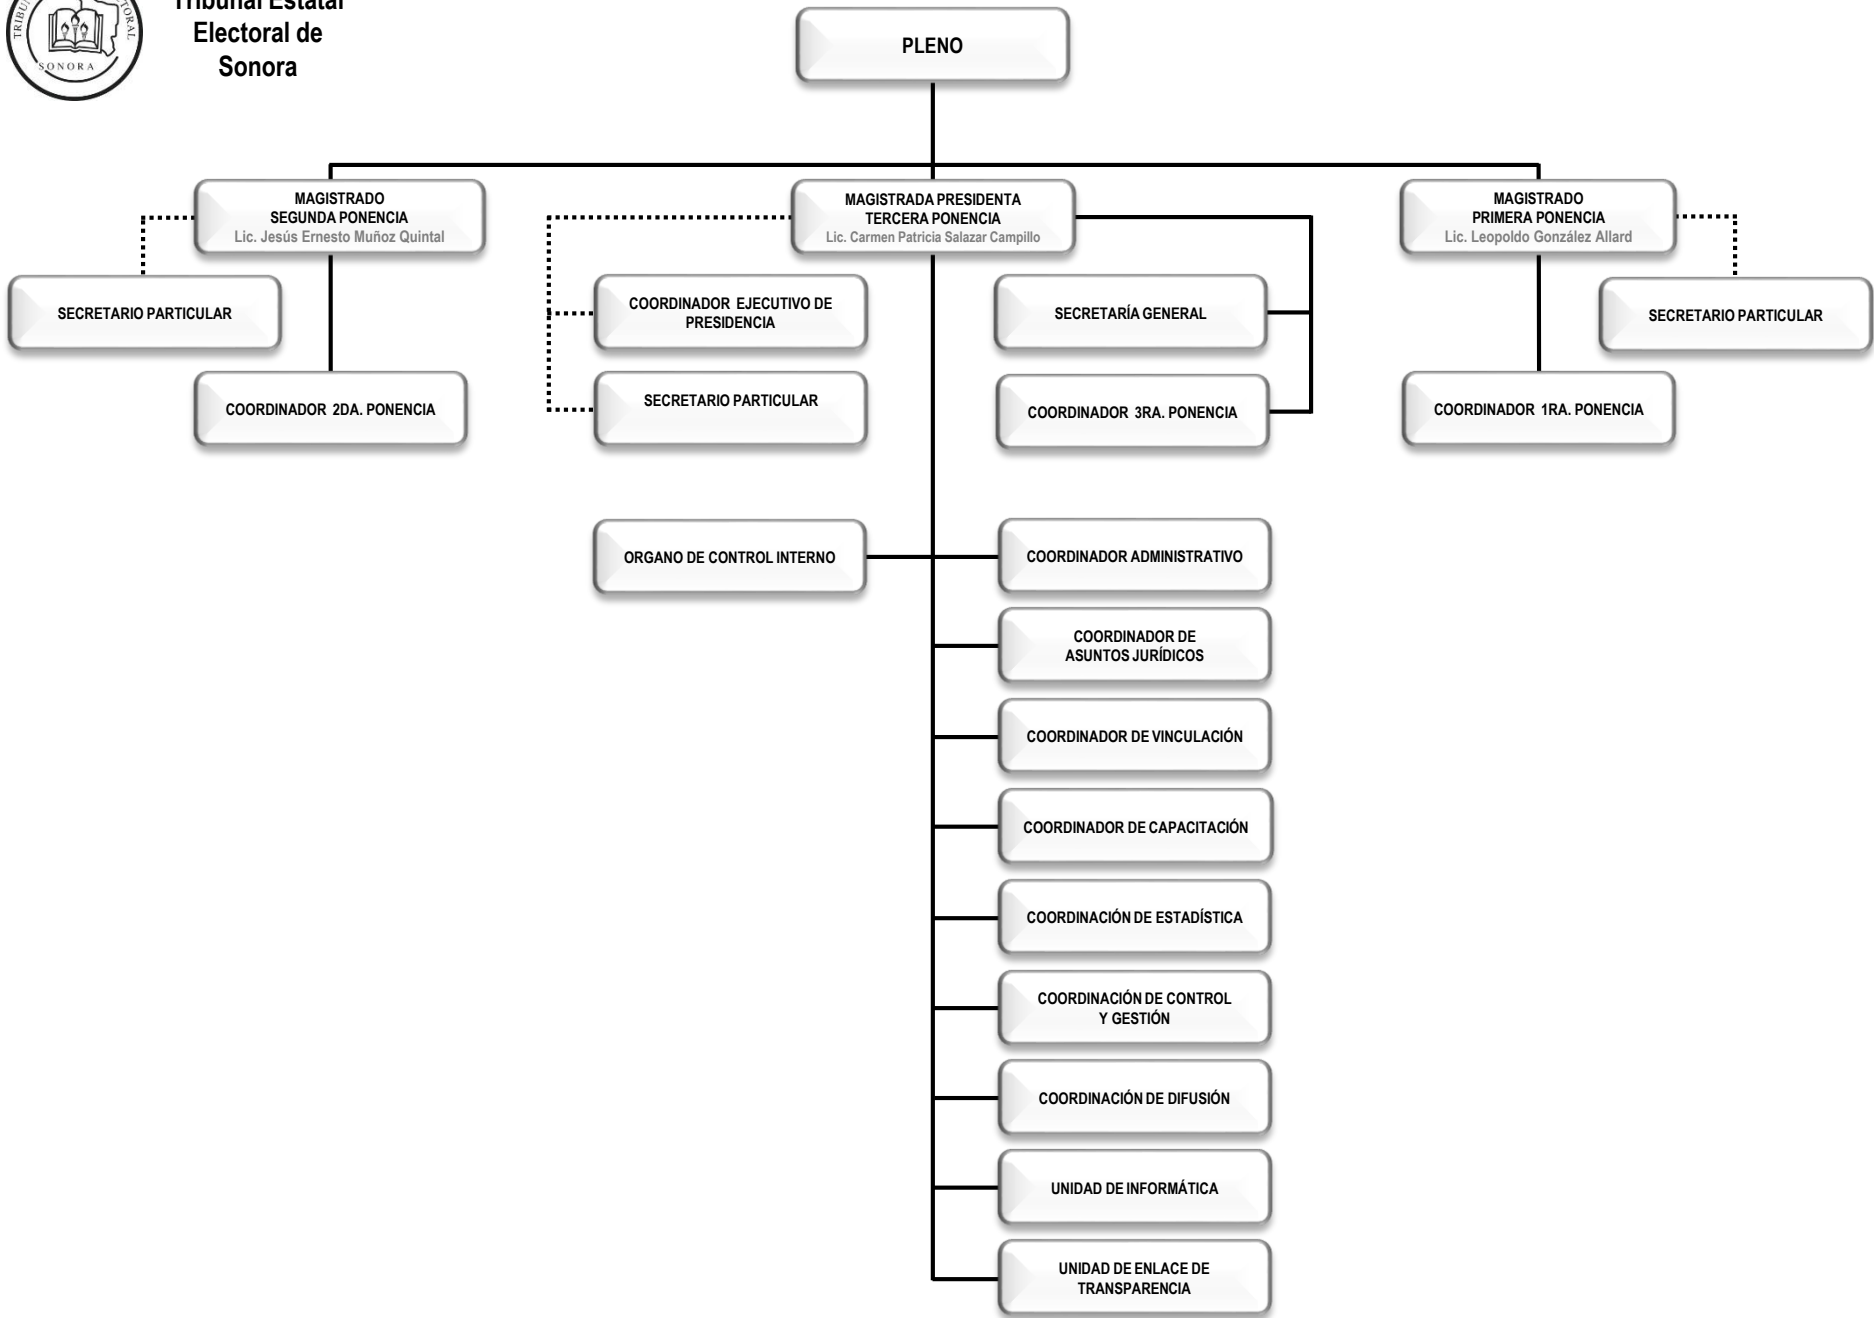 Tribunal Estatal
Electoral de
Sonora
SONORA
PLENO
MAGISTRADO
SEGUNDA PONENCIA
Lic. Jesús Ernesto Muñoz Quintal
MAGISTRADA PRESIDENTA
TERCERA PONENCIA
Lic. Carmen Patricia Salazar Campillo
MAGISTRADO
PRIMERA PONENCIA
Lic. Leopoldo González Allard
SECRETARIO PARTICULAR
COORDINADOR EJECUTIVO DE
PRESIDENCIA
SECRETARÍA GENERAL
SECRETARIO PARTICULAR
COORDINADOR 2DA. PONENCIA
SECRETARIO PARTICULAR
COORDINADOR 3RA. PONENCIA
COORDINADOR 1RA. PONENCIA
ORGANO DE CONTROL INTERNO
COORDINADOR ADMINISTRATIVO
COORDINADOR DE
ASUNTOS JURÍDICOS
COORDINADOR DE VINCULACIÓN
COORDINADOR DE CAPACITACIÓN
COORDINACIÓN DE ESTADÍSTICA
COORDINACIÓN DE CONTROL
Y GESTIÓN
COORDINACIÓN DE DIFUSIÓN
UNIDAD DE INFORMÁTICA
UNIDAD DE ENLACE DE
TRANSPARENCIA